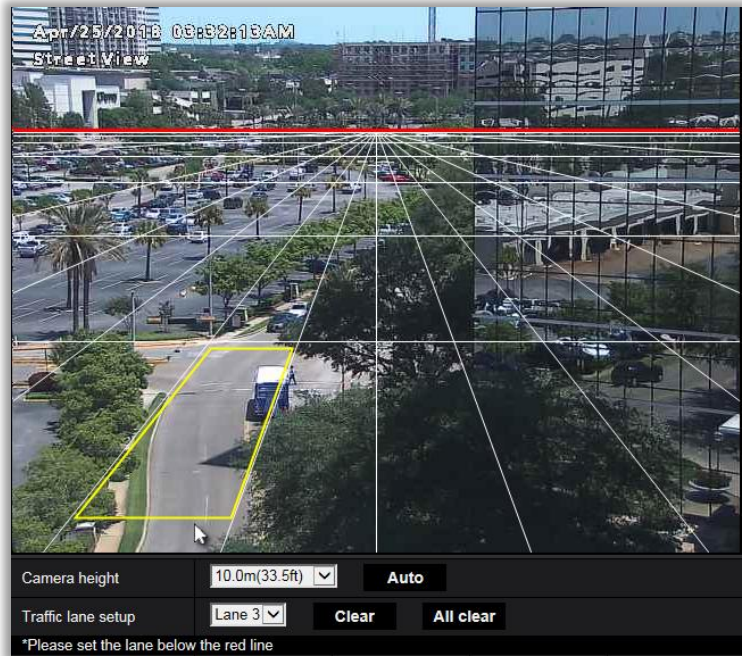 Apr/25/2018 03:32:13AM
Street View
Camera height 10.0m(33.5ft) Auto
Traffic lane setup Lane 3 Clear All clear
*Please set the lane below the red line